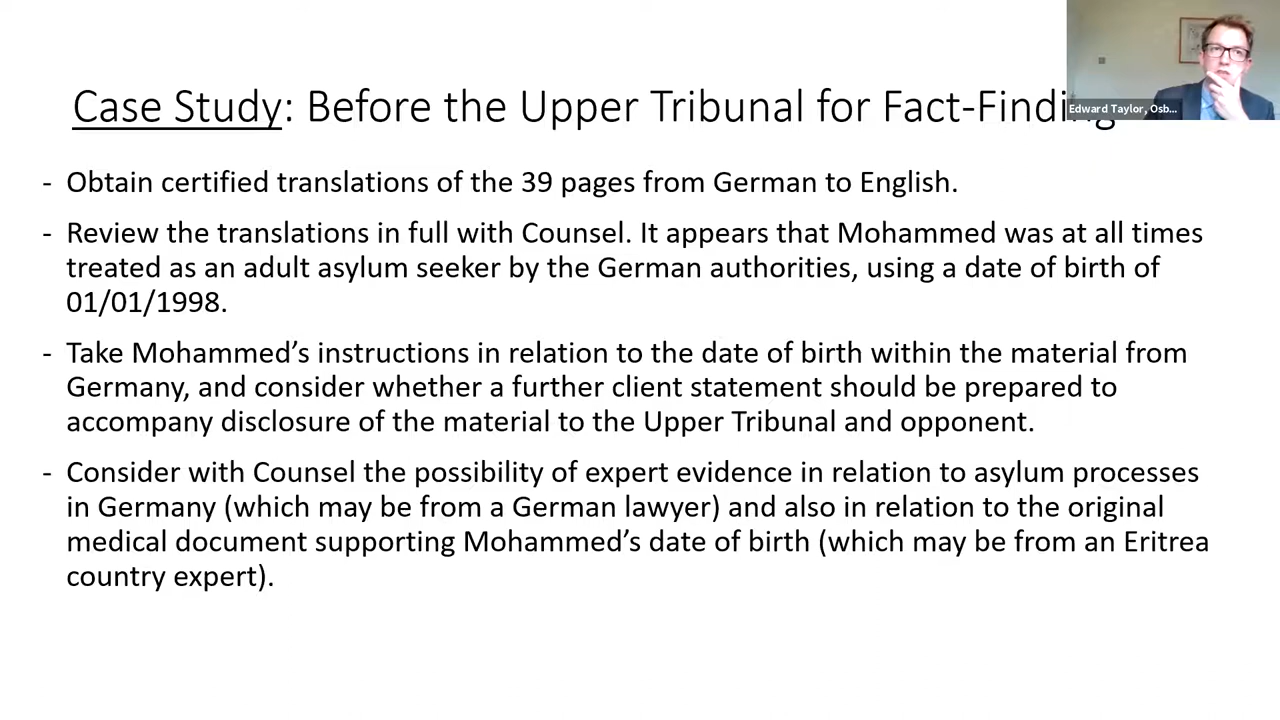 Case Study: Before the Upper Tribunal for Fact-Finding
Edward Taylor, Osb...
- Obtain certified translations of the 39 pages from German to English.
- Review the translations in full with Counsel. It appears that Mohammed was at all times
treated as an adult asylum seeker by the German authorities, using a date of birth of
01/01/1998.
- Take Mohammed’s instructions in relation to the date of birth within the material from
Germany, and consider whether a further client statement should be prepared to
accompany disclosure of the material to the Upper Tribunal and opponent.
- Consider with Counsel the possibility of expert evidence in relation to asylum processes
in Germany (which may be from a German lawyer) and also in relation to the original
medical document supporting Mohammed’s date of birth (which may be from an Eritrea
country expert).